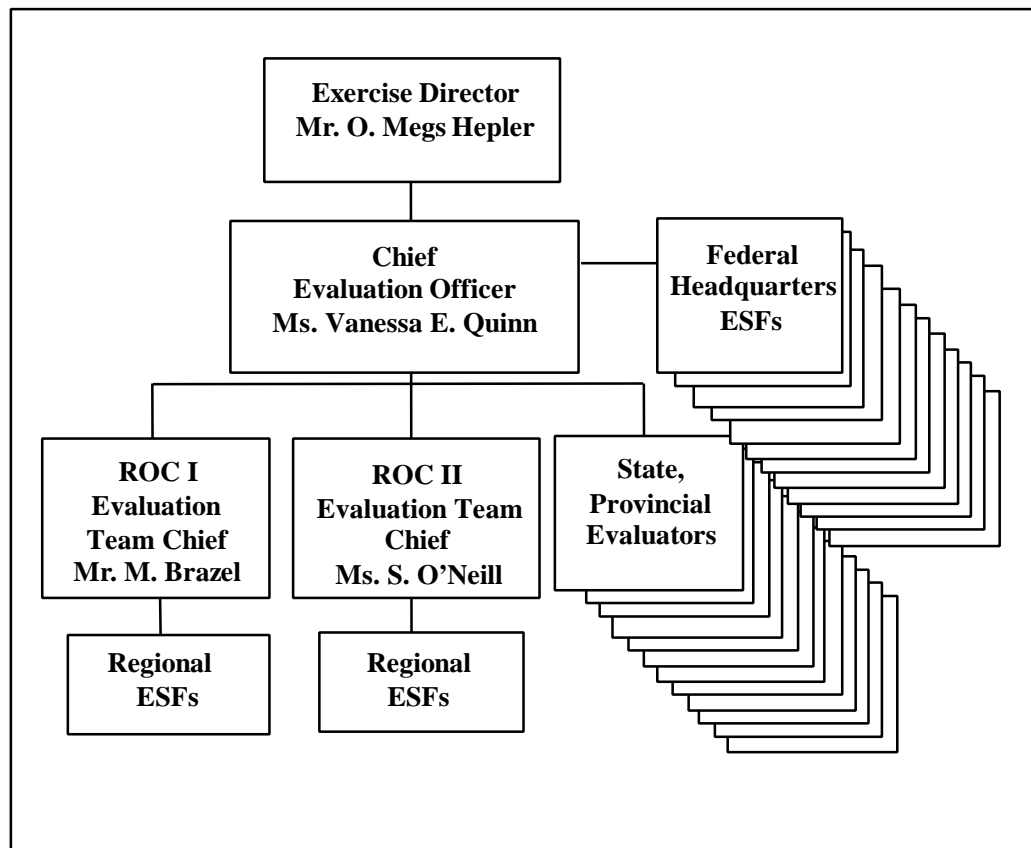 Exercise Director
Mr. O. Megs Hepler
Chief
Evaluation Officer
Ms. Vanessa E. Quinn
Federal
Headquarters
ESFs
ROC I
Evaluation
Team Chief
Mr. M. Brazel
ROC II
Evaluation Team
Chief
Ms. S. O’Neill
State,
Provincial
Evaluators
Regional
ESFs
Regional
ESFs